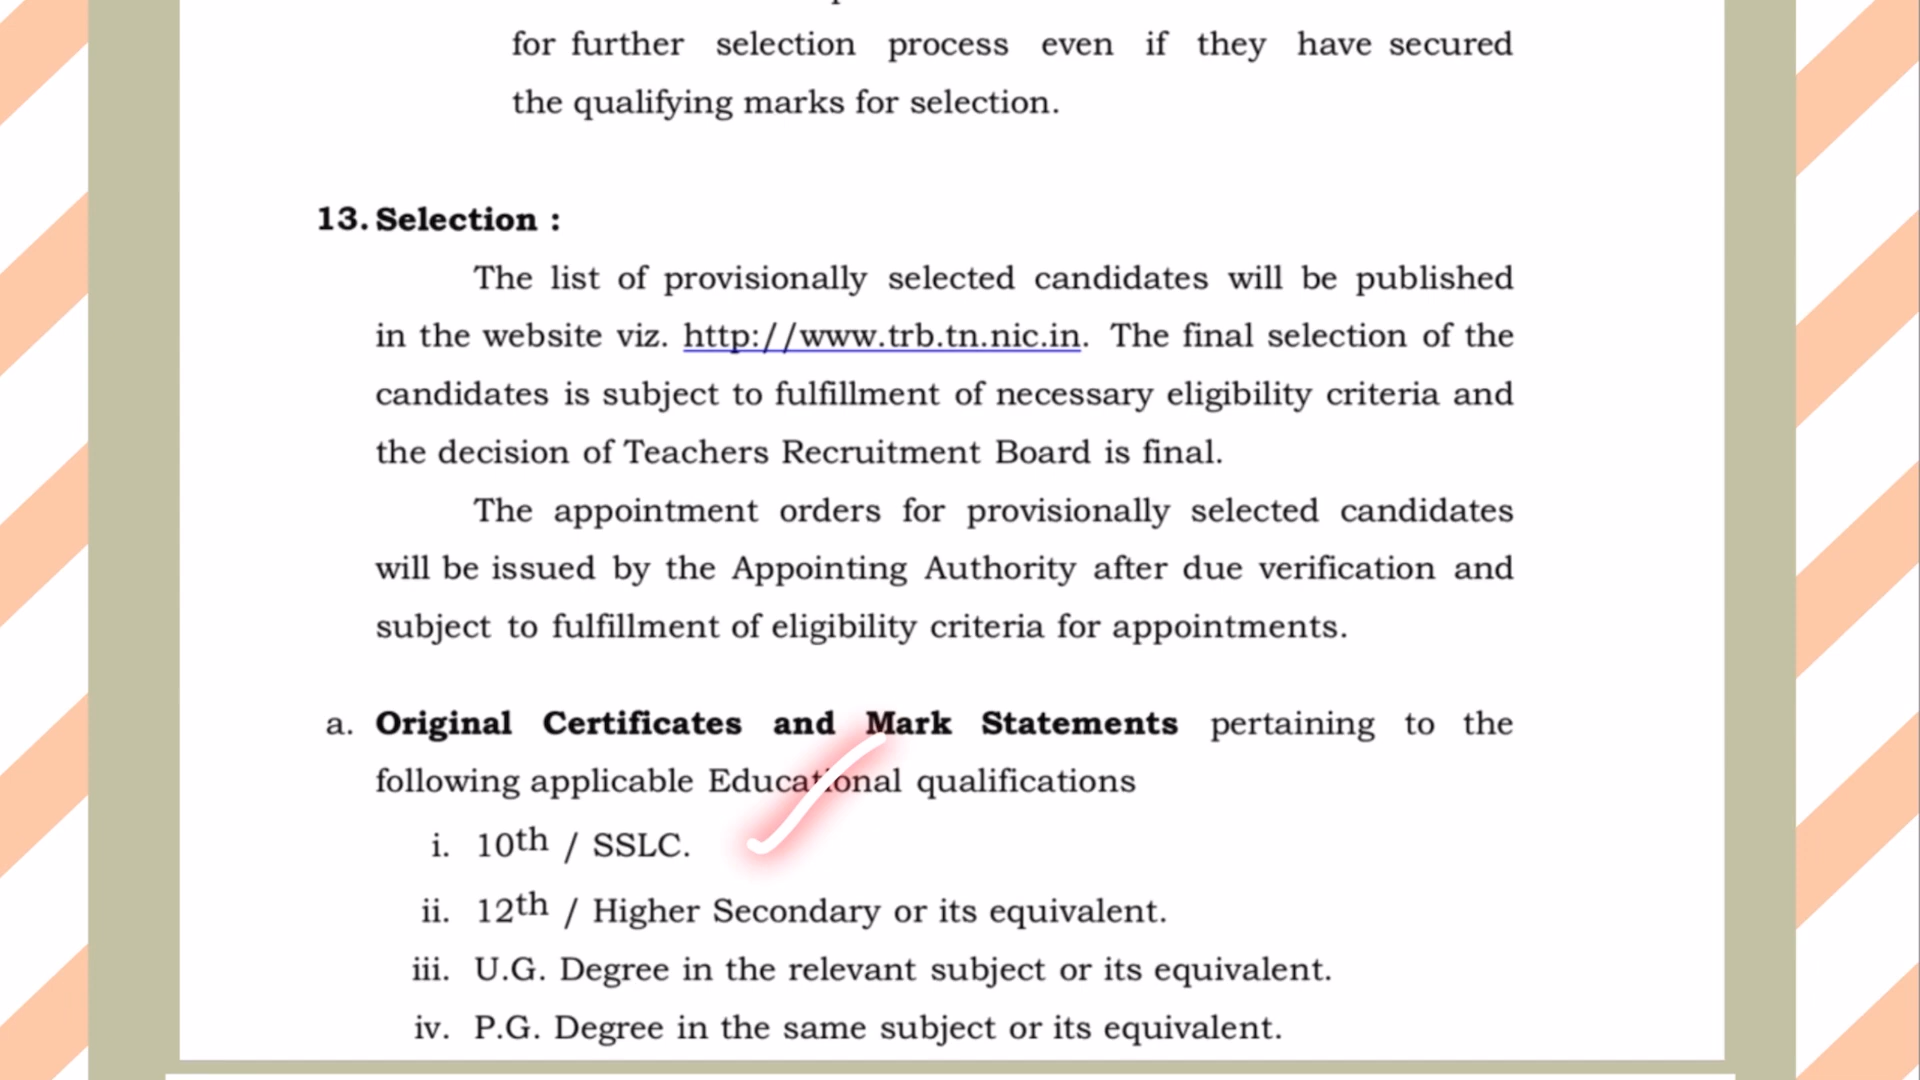 for further selection process even if they have secured
the qualifying marks for selection.
13. Selection :
The list of provisionally selected candidates will be published
in the website viz. http://www.trb.tn.nic.in. The final selection of the
candidates is subject to fulfillment of necessary eligibility criteria and
the decision of Teachers Recruitment Board is final.
The appointment orders for provisionally selected candidates
will be issued by the Appointing Authority after due verification and
subject to fulfillment of eligibility criteria for appointments.
a. Original Certificates and Mark Statements pertaining to the
following applicable Educational qualifications
i. 10th / SSLC.
ii. 12th / Higher Secondary or its equivalent.
iii. U.G. Degree in the relevant subject or its equivalent.
iv. P.G. Degree in the same subject or its equivalent.